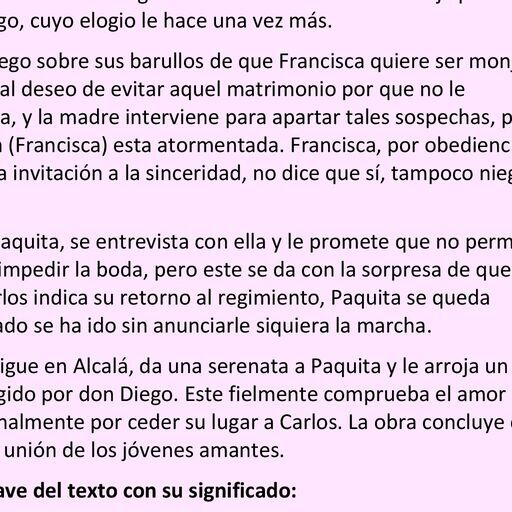 go, cuyo elogio le hace una vez más.
ego sobre sus barullos de que Francisca quiere ser monj
al deseo de evitar aquel matrimonio por que no le
a, y la madre interviene para apartar tales sospechas, p
(Francisca) esta atormentada. Francisca, por obedienc
a invitación a la sinceridad, no dice que sí, tampoco nieg
aquita, se entrevista con ella y le promete que no perm
impedir la boda, pero este se da con la sorpresa de que
rlos indica su retorno al regimiento, Paquita se queda
ado se ha ido sin anunciarle siquiera la marcha.
igue en Alcalá, da una serenata a Paquita y le arroja un
gido por don Diego. Este fielmente comprueba el amor
nalmente por ceder su lugar a Carlos. La obra concluye
unión de los jóvenes amantes.
ave del texto con su significado: